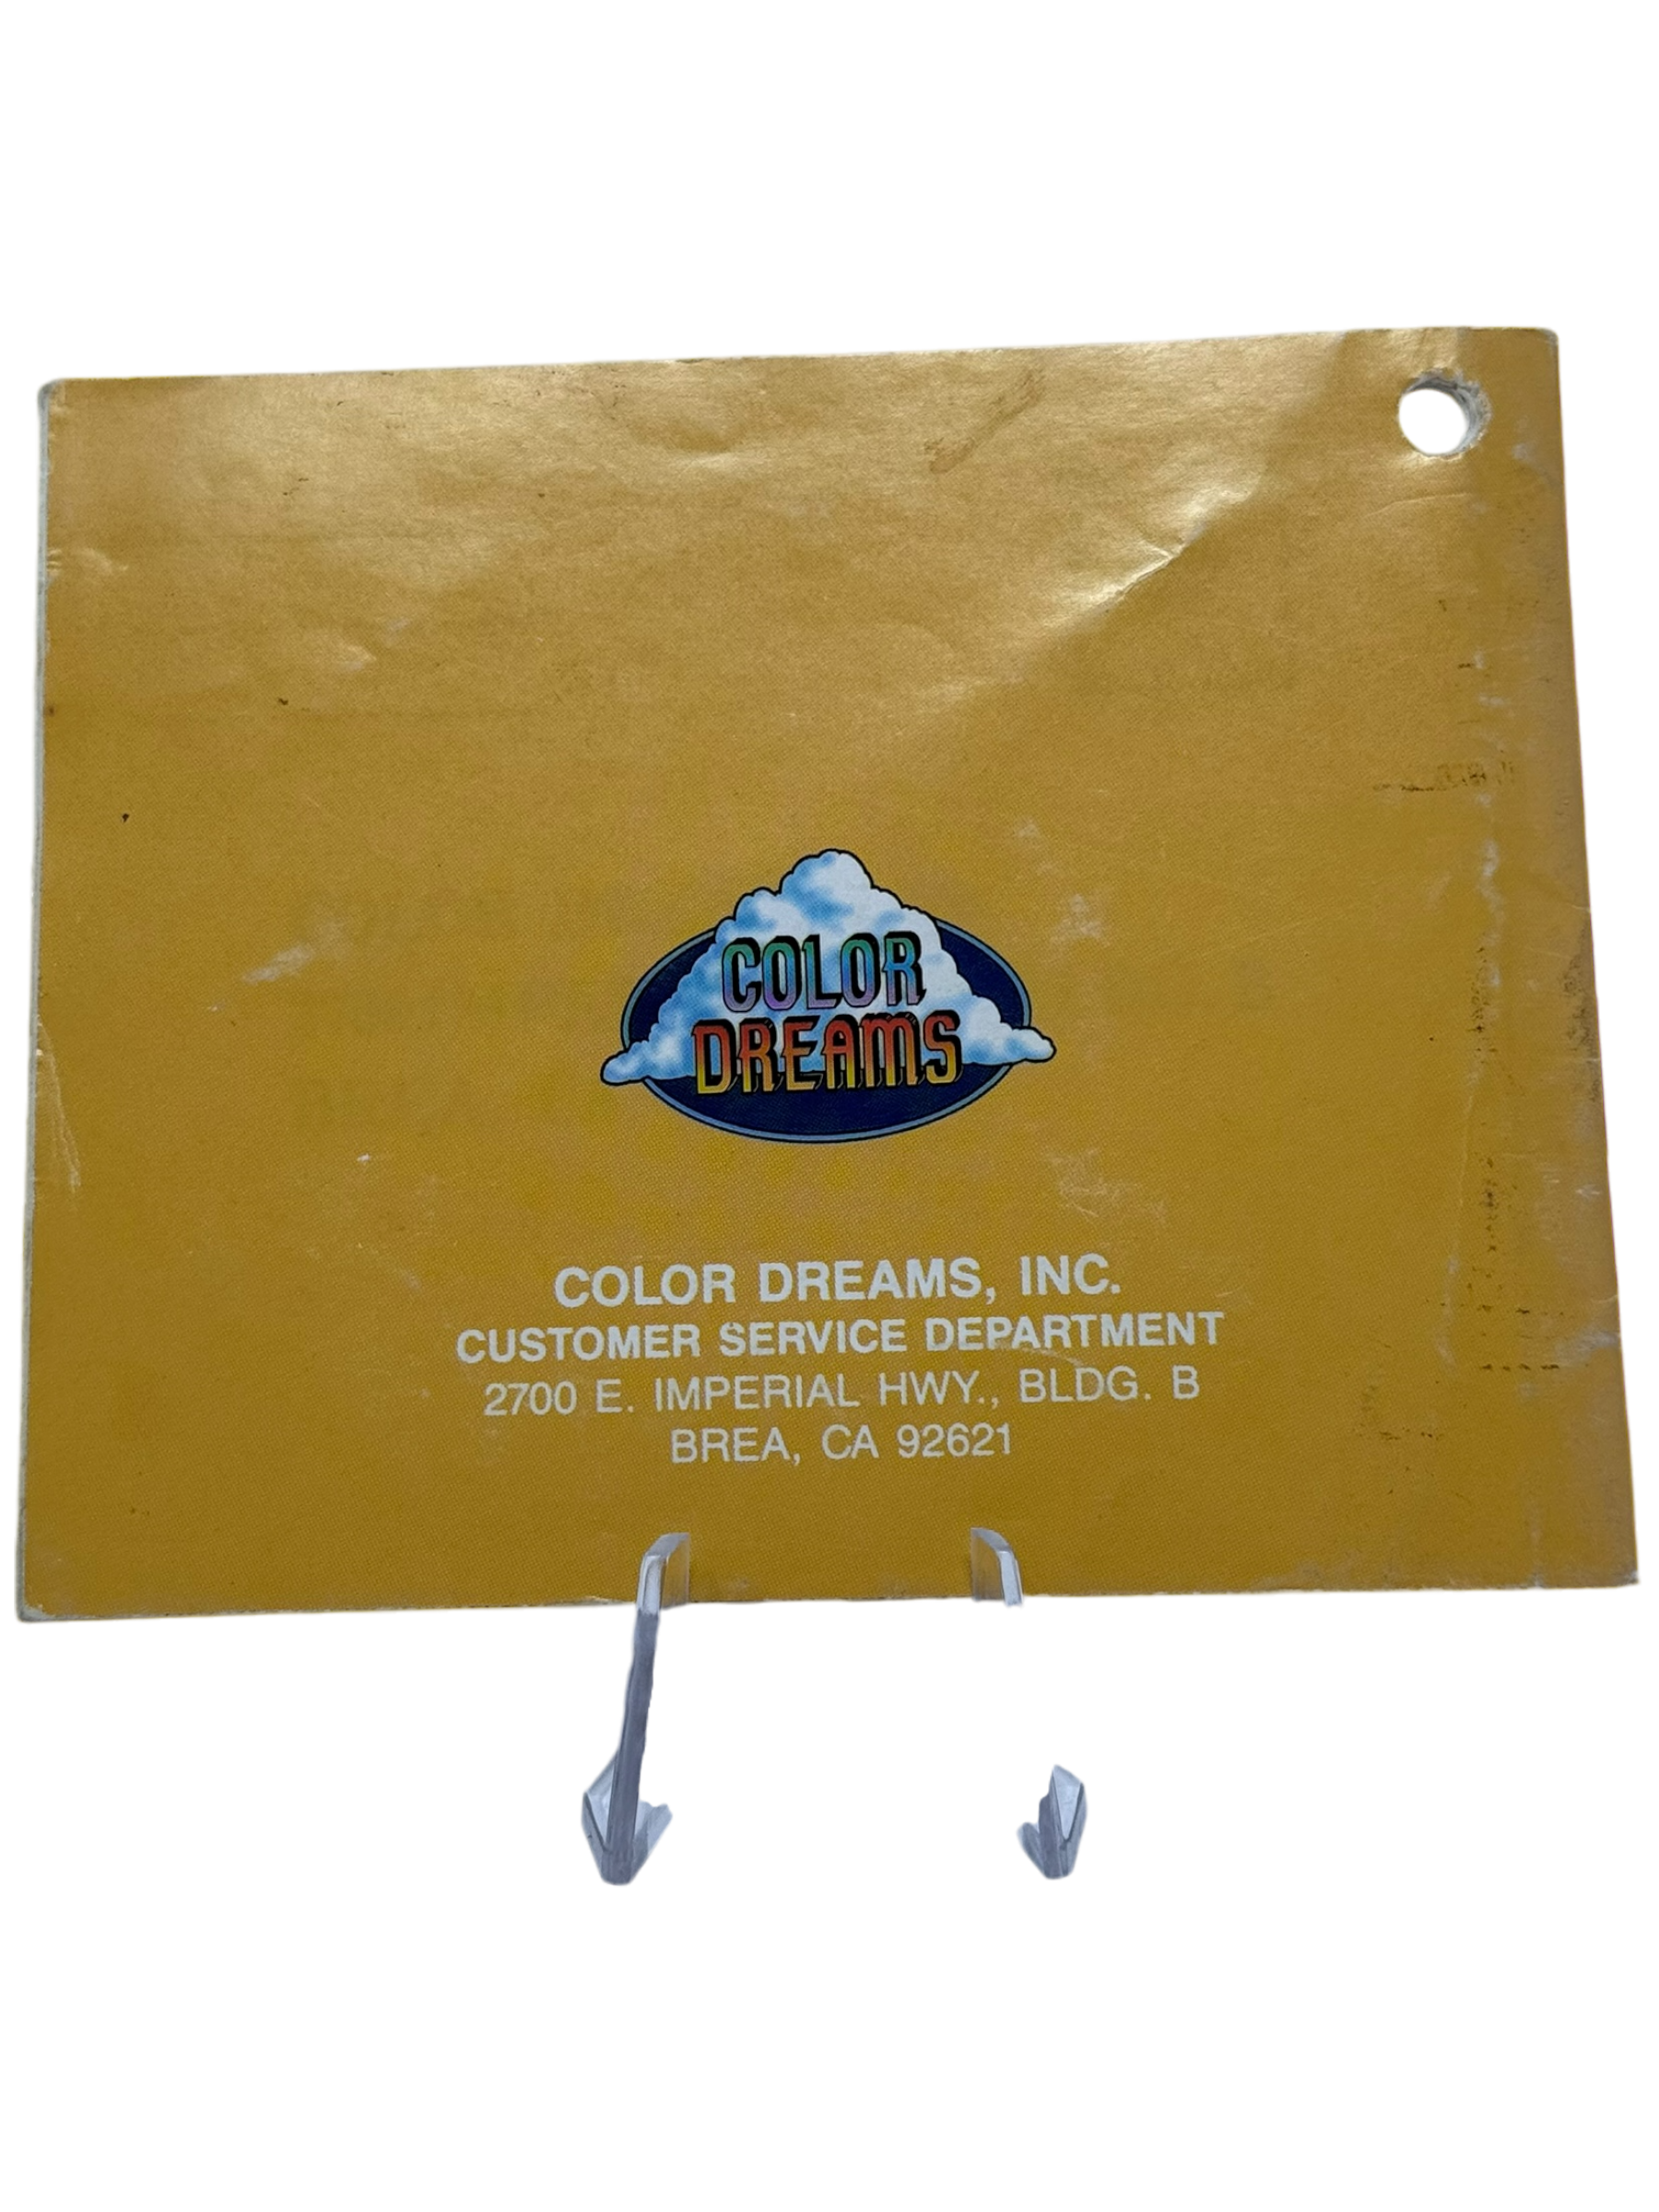 COLOR
DREAMS
COLOR DREAMS, INC.
CUSTOMER SERVICE DEPARTMENT
2700 E. IMPERIAL HWY., BLDG. B
BREA, CA 92621